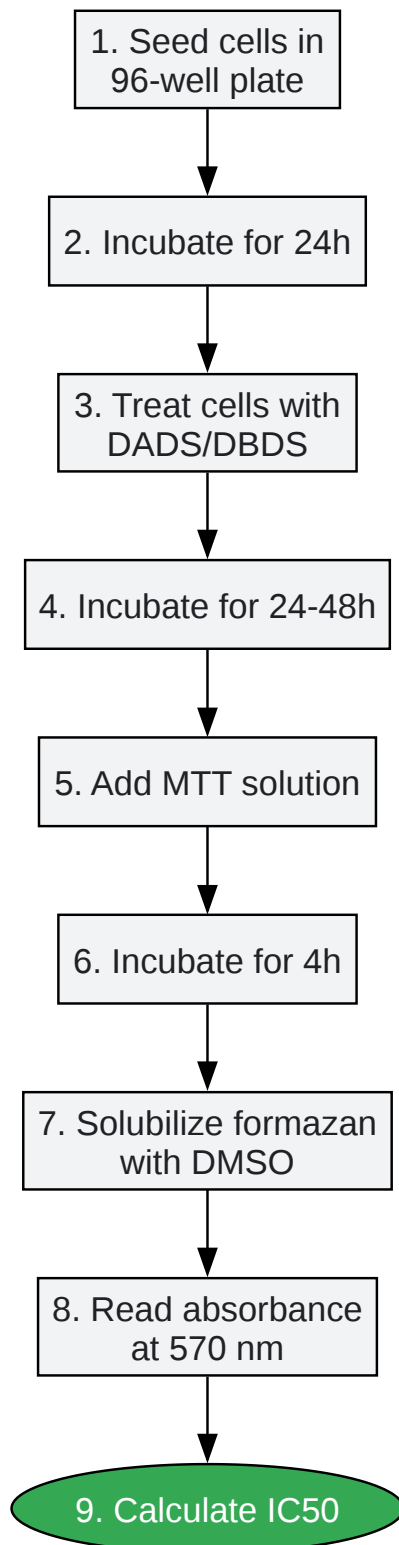 1. Seed cells in
96-well plate
2. Incubate for 24h
3. Treat cells with
DADS/DBDS
4. Incubate for 24-48h
5. Add MTT solution
6. Incubate for 4h
7. Solubilize formazan
with DMSO
8. Read absorbance
at 570 nm
9. Calculate IC50